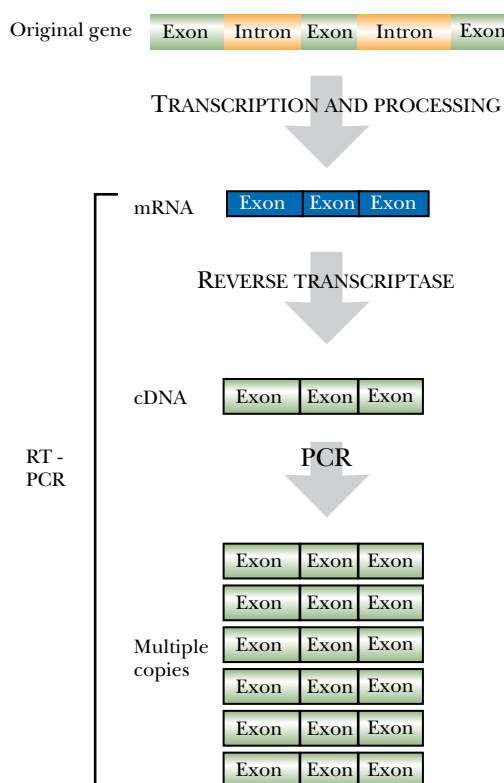 Original gene Exon Intron Exon Intron Exon
TRANSCRIPTION AND PROCESSING
mRNA Exon Exon Exon
REVERSE TRANSCRIPTASE
cDNA Exon Exon Exon
RT -
PCR
PCR
Exon Exon Exon
Exon Exon Exon
Multiple
copies
Exon Exon Exon
Exon Exon Exon
Exon Exon Exon
Exon Exon Exon